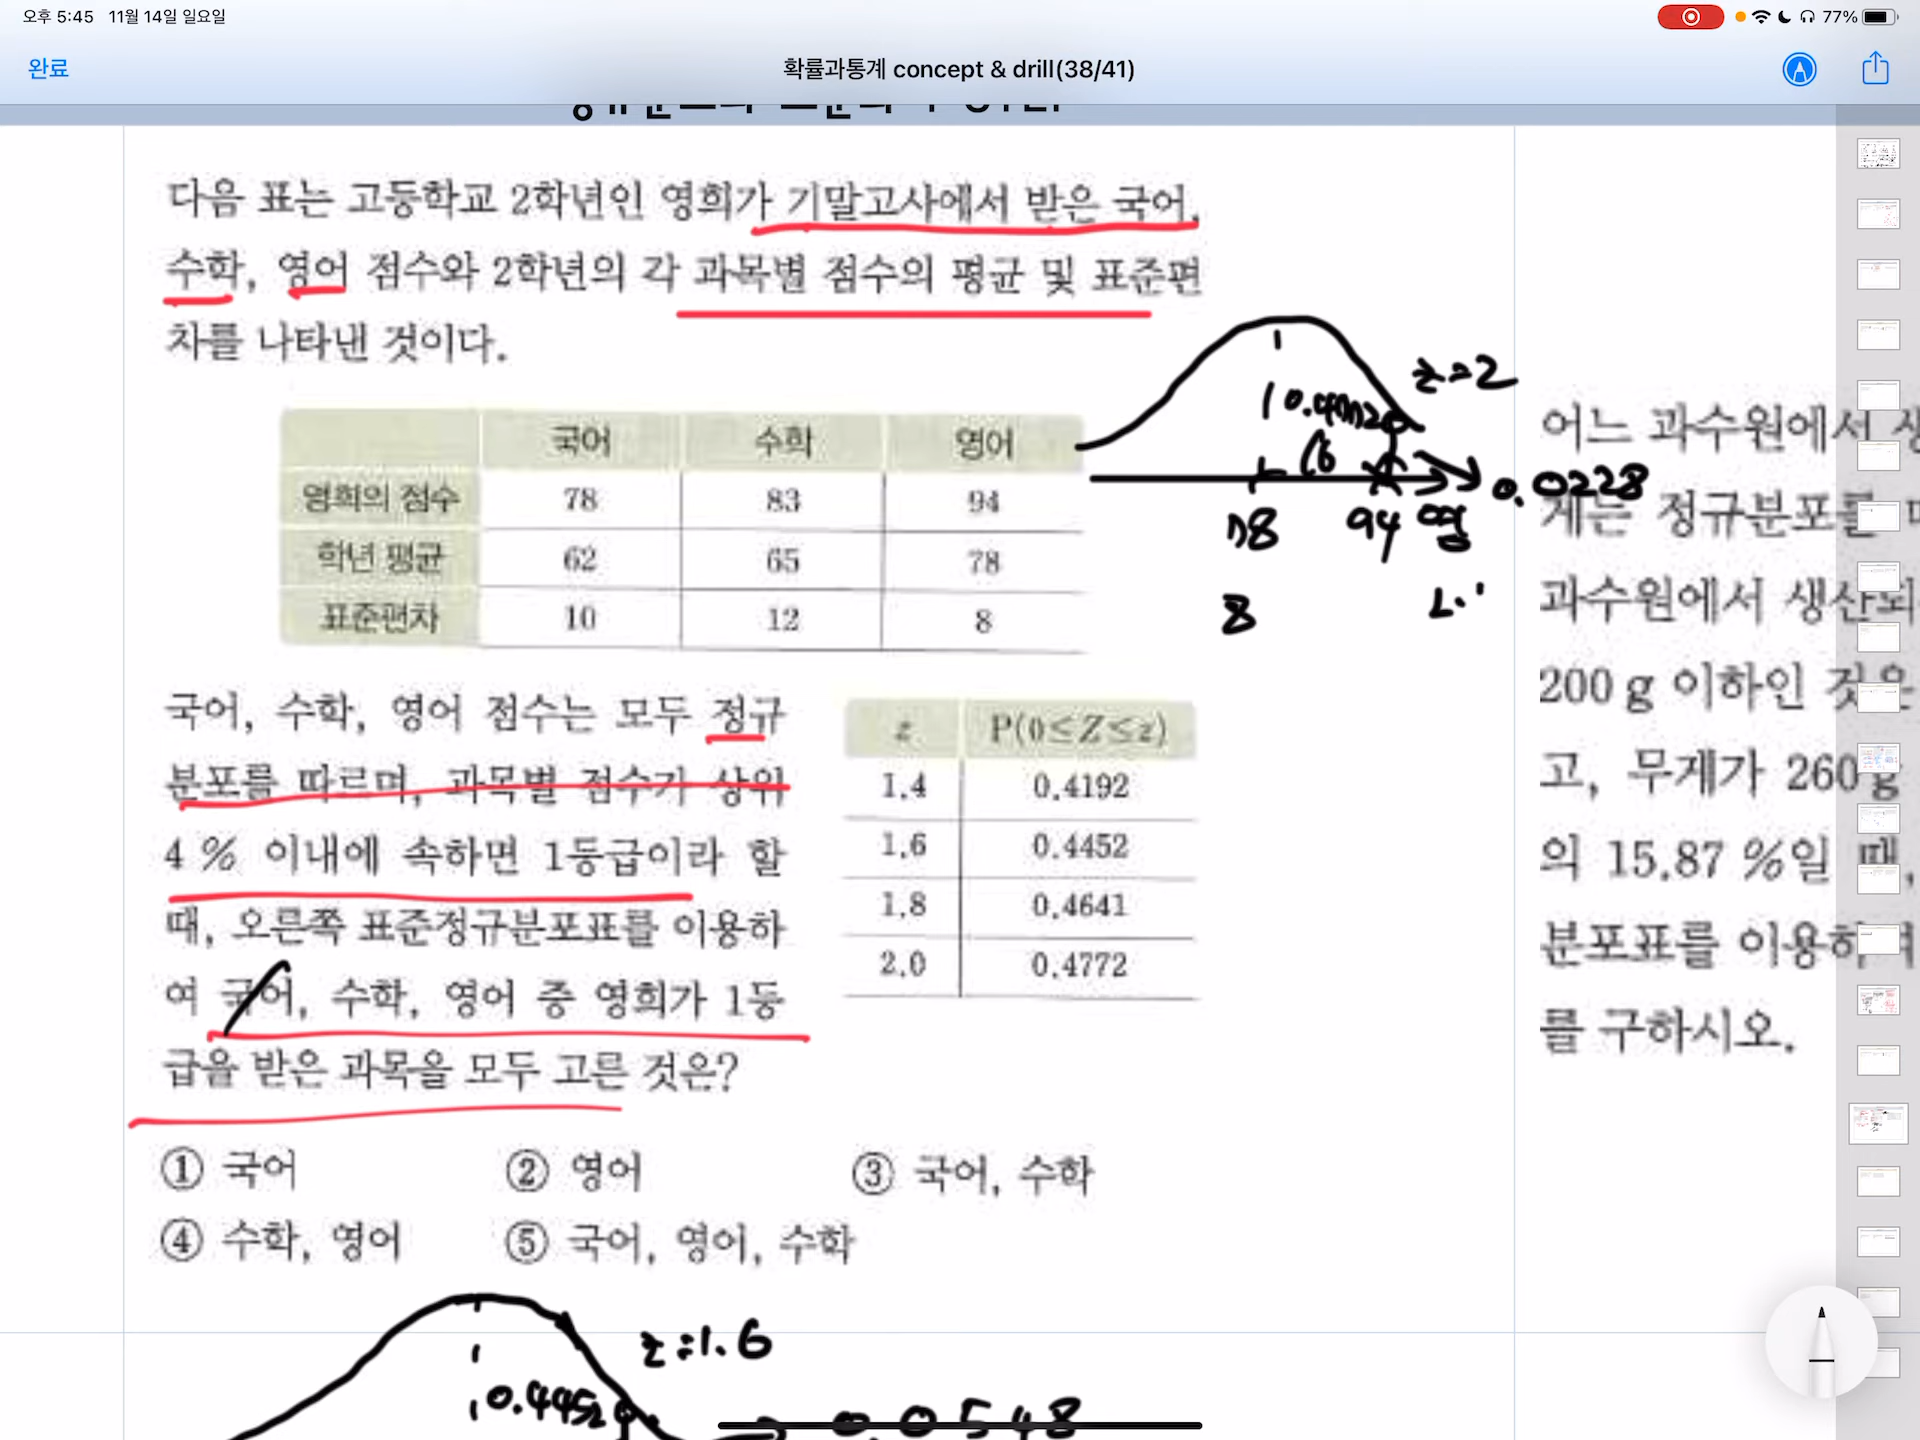 오후 5:45 11월 14일 일요일
77%
완료
확률과통계 concept & drill(38/41)
다음 표는 고등학교 2학년인 영희가 기말고사에서 받은 국어,
수학, 영어 점수와 2학년의 각 과목별 점수의 평균 및 표준편
차를 나타낸 것이다.
국어 수학 영어
영희의 점수 78 83 94
학년 평균 62 65 78
표준편차 10 12 8
z=2
16
0.0228
78 94
8
국어, 수학, 영어 점수는 모두 정규
분포를 따르며, 과목별 점수가 상위
4 % 이내에 속하면 1등급이라 할
때, 오른쪽 표준정규분포표를 이용하
여 국어, 수학, 영어 중 영희가 1등
급을 받은 과목을 모두 고른 것은?
z P(0≤Z≤z)
1.4 0.4192
1.6 0.4452
1.8 0.4641
2.0 0.4772
① 국어 ② 영어 ③ 국어, 수학
④ 수학, 영어 ⑤ 국어, 영어, 수학
z=1.6
0.4452
0.0548
어느 과수원에서
게는 정규분포를
과수원에서 생산되
200 g 이하인 것은
고, 무게가 260 g
의 15.87 %일 때,
분포표를 이용하여
를 구하시오.